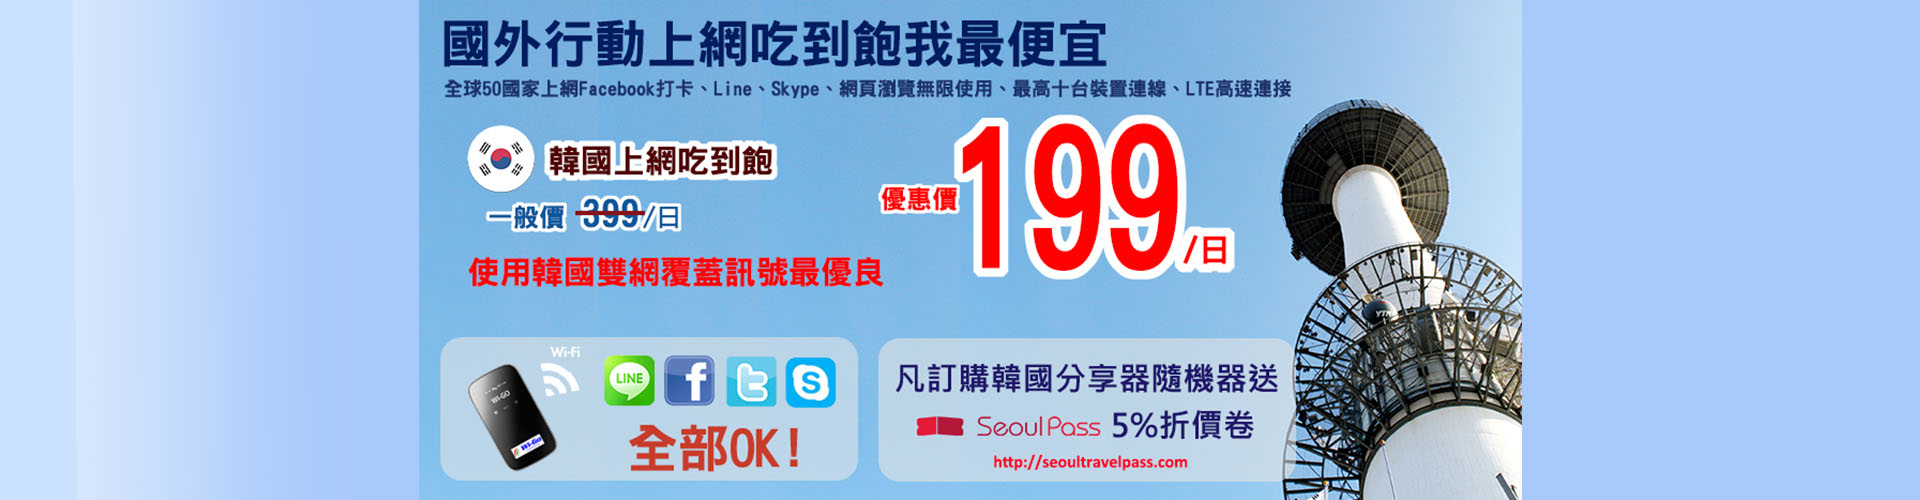 國外行動上網吃到飽我最便宜
全球50國家上網Facebook打卡、Line、Skype、網頁瀏覽無限使用、最高十台裝置連線、LTE高速連接
韓國上網吃到飽
一般價 399/日
優惠價 199/日
使用韓國雙網覆蓋訊號最優良
Wi-Fi
WI-GO
Wi-Go
LINE
全部OK!
凡訂購韓國分享器隨機器送
SeoulPass 5%折價卷
http://seoultravelpass.com
YTN